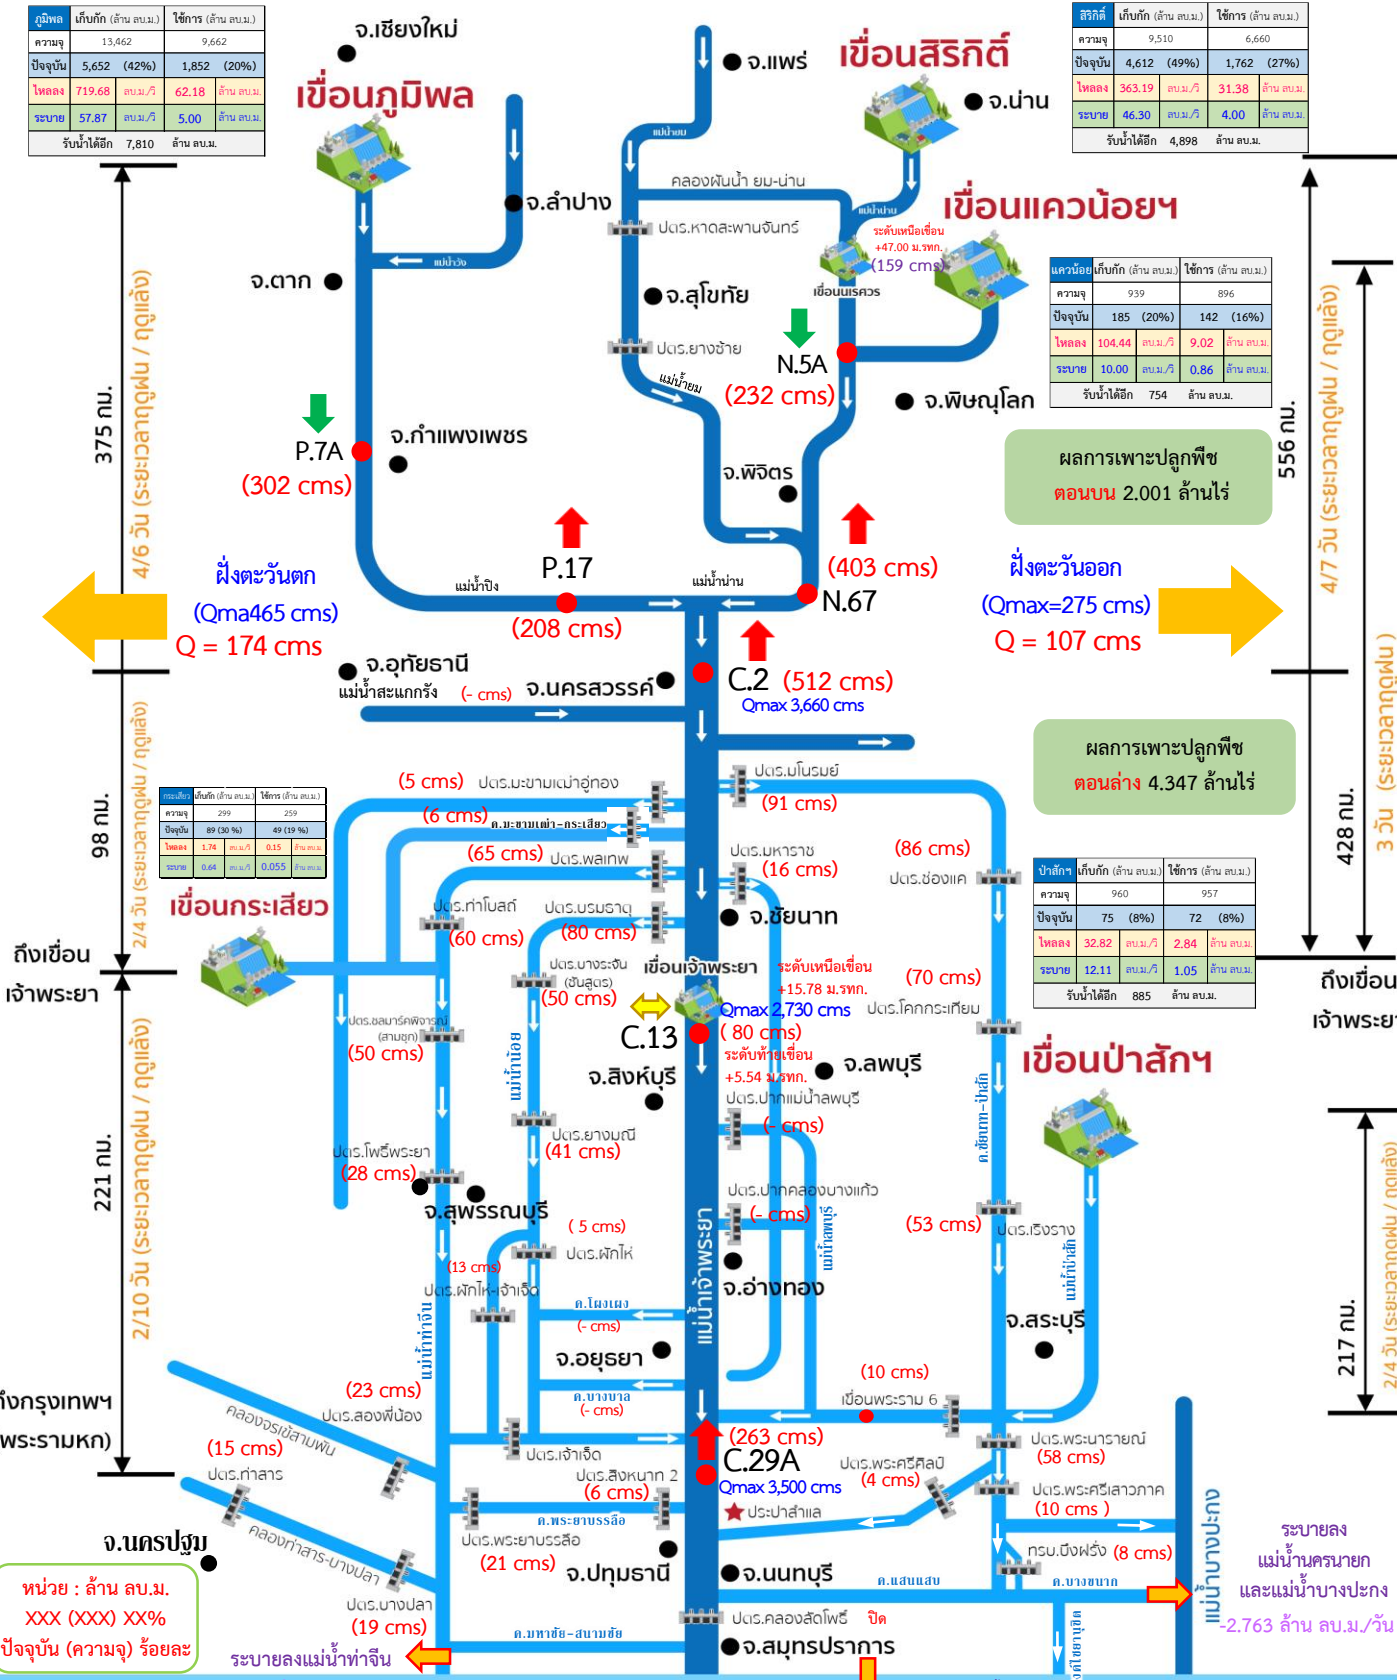 ภูมิพล เก็บกัก (ล้าน ลบ.ม.) ใช้การ (ล้าน ลบ.ม.)
ความจุ 13,462 9,662
ปัจจุบัน 5,652 (42%) 1,852 (20%)
ไหลลง 719.68 ลบ.ม./วิ 62.18 ล้าน ลบ.ม.
ระบาย 57.87 ลบ.ม./วิ 5.00 ล้าน ลบ.ม.
รับน้ำได้อีก 7,810 ล้าน ลบ.ม.
จ.เชียงใหม่
เขื่อนภูมิพล
จ.แพร่
เขื่อนสิริกิติ์
จ.น่าน
สิริกิติ์ เก็บกัก (ล้าน ลบ.ม.) ใช้การ (ล้าน ลบ.ม.)
ความจุ 9,510 6,660
ปัจจุบัน 4,612 (49%) 1,762 (27%)
ไหลลง 363.19 ลบ.ม./วิ 31.38 ล้าน ลบ.ม.
ระบาย 46.30 ลบ.ม./วิ 4.00 ล้าน ลบ.ม.
รับน้ำได้อีก 4,898 ล้าน ลบ.ม.
แม่น้ำยม
คลองผันน้ำ ยม-น่าน
แม่น้ำน่าน
เขื่อนแควน้อยฯ
จ.ลำปาง
ปตร.หาดสะพานจันทร์
ระดับเหนือเขื่อน
+47.00 ม.รทก.
(159 cms)
เขื่อนนเรศวร
แม่น้ำวัง
จ.ตาก
จ.สุโขทัย
แควน้อย เก็บกัก (ล้าน ลบ.ม.) ใช้การ (ล้าน ลบ.ม.)
ความจุ 939 896
ปัจจุบัน 185 (20%) 142 (16%)
ไหลลง 104.44 ลบ.ม./วิ 9.02 ล้าน ลบ.ม.
ระบาย 10.00 ลบ.ม./วิ 0.86 ล้าน ลบ.ม.
รับน้ำได้อีก 754 ล้าน ลบ.ม.
ปตร.ยางซ้าย
N.5A
(232 cms)
แม่น้ำยม
จ.พิษณุโลก
375 กม.
4/6 วัน (ระยะเวลาฤดูฝน / ฤดูแล้ง)
P.7A
(302 cms)
จ.กำแพงเพชร
จ.พิจิตร
ผลการเพาะปลูกพืช
ตอนบน 2.001 ล้านไร่
556 กม.
4/7 วัน (ระยะเวลาฤดูฝน / ฤดูแล้ง)
ฝั่งตะวันตก
(Qma465 cms)
Q = 174 cms
แม่น้ำปิง
P.17
(208 cms)
แม่น้ำน่าน
(403 cms)
N.67
ฝั่งตะวันออก
(Qmax=275 cms)
Q = 107 cms
จ.อุทัยธานี
แม่น้ำสะแกกรัง (- cms)
จ.นครสวรรค์
C.2 (512 cms)
Qmax 3,660 cms
ผลการเพาะปลูกพืช
ตอนล่าง 4.347 ล้านไร่
428 กม.
3 วัน (ระยะเวลาฤดูฝน )
98 กม.
2/4 วัน (ระยะเวลาฤดูฝน / ฤดูแล้ง)
กระเสียว เก็บกัก (ล้าน ลบ.ม.) ใช้การ (ล้าน ลบ.ม.)
ความจุ 299 259
ปัจจุบัน 89 (30 %) 49 (19 %)
ไหลลง 1.74 ลบ.ม./วิ 0.15 ล้าน ลบ.ม.
ระบาย 0.64 ลบ.ม./วิ 0.055 ล้าน ลบ.ม.
เขื่อนกระเสียว
(5 cms) ปตร.มะขามเฒ่าอู่ทอง
(6 cms)
ค.มะขามเฒ่า-กระเสียว
(65 cms) ปตร.พลเทพ
ปตร.มโนรมย์
(91 cms)
ปตร.มหาราช
(16 cms)
(86 cms)
ปตร.ช่องแค
ปตร.ท่าโบสถ์
(60 cms)
ปตร.บรมธาตุ
(80 cms)
จ.ชัยนาท
ป่าสักฯ เก็บกัก (ล้าน ลบ.ม.) ใช้การ (ล้าน ลบ.ม.)
ความจุ 960 957
ปัจจุบัน 75 (8%) 72 (8%)
ไหลลง 32.82 ลบ.ม./วิ 2.84 ล้าน ลบ.ม.
ระบาย 12.11 ลบ.ม./วิ 1.05 ล้าน ลบ.ม.
รับน้ำได้อีก 885 ล้าน ลบ.ม.
ถึงเขื่อน
เจ้าพระยา
ถึงเขื่อน
เจ้าพระยา
ปตร.บางระจัน
(ชันสูตร)
(50 cms)
เขื่อนเจ้าพระยา
ระดับเหนือเขื่อน
+15.78 ม.รทก.
Qmax 2,730 cms
C.13 ( 80 cms)
ระดับท้ายเขื่อน
+5.54 ม.รทก.
(70 cms)
ปตร.โคกกระเทียม
ปตร.ชลมาร์คพิจารณ์
(สามชุก)
(50 cms)
แม่น้ำน้อย
จ.สิงห์บุรี
จ.ลพบุรี
เขื่อนป่าสักฯ
ปตร.ปากแม่น้ำลพบุรี
(- cms)
ค.ชัยนาท-ป่าสัก
221 กม.
2/10 วัน (ระยะเวลาฤดูฝน / ฤดูแล้ง)
ปตร.ยางมณี
(41 cms)
ปตร.โพธิ์พระยา
(28 cms)
จ.สุพรรณบุรี
ปตร.ปากคลองบางแก้ว
(- cms)
แม่น้ำลพบุรี
(53 cms)
ปตร.เริงราง
แม่น้ำป่าสัก
( 5 cms)
ปตร.ผักไห่
(13 cms)
ปตร.ผักไห่-เจ้าเจ็ด
แม่น้ำเจ้าพระยา
จ.อ่างทอง
แม่น้ำท่าจีน
ค.โผงเผง
(- cms)
จ.สระบุรี
217 กม.
2/4 วัน (ระยะเวลาฤดูฝน / ฤดูแล้ง)
จ.อยุธยา
ค.บางบาล
(- cms)
(10 cms)
เขื่อนพระราม 6
ถึงกรุงเทพฯ
พระรามหก)
คลองจรเข้สามพัน
(23 cms)
ปตร.สองพี่น้อง
(15 cms)
ปตร.ท่าสาร
คลองท่าสาร-บางปลา
ปตร.เจ้าเจ็ด
ปตร.สิงหนาท 2
(6 cms)
(263 cms)
C.29A
Qmax 3,500 cms
ปตร.พระศรีศิลป์
(4 cms)
ปตร.พระนารายณ์
(58 cms)
ปตร.พระศรีเสาวภาค
(10 cms )
ประปาสำแล
ค.พระยาบรรลือ
ปตร.พระยาบรรลือ
(21 cms)
จ.นครปฐม
จ.ปทุมธานี
จ.นนทบุรี
ทรบ.บึงฝรั่ง (8 cms)
ค.แสนแสบ
ค.บางขนาก
แม่น้ำบางปะกง
ระบายลง
แม่น้ำนครนายก
และแม่น้ำบางปะกง
-2.763 ล้าน ลบ.ม./วัน
หน่วย : ล้าน ลบ.ม.
XXX (XXX) XX%
ปัจจุบัน (ความจุ) ร้อยละ
ปตร.บางปลา
(19 cms)
ระบายลงแม่น้ำท่าจีน
ค.มหาชัย-สนามชัย
ปตร.คลองลัดโพธิ์ ปิด
จ.สมุทรปราการ